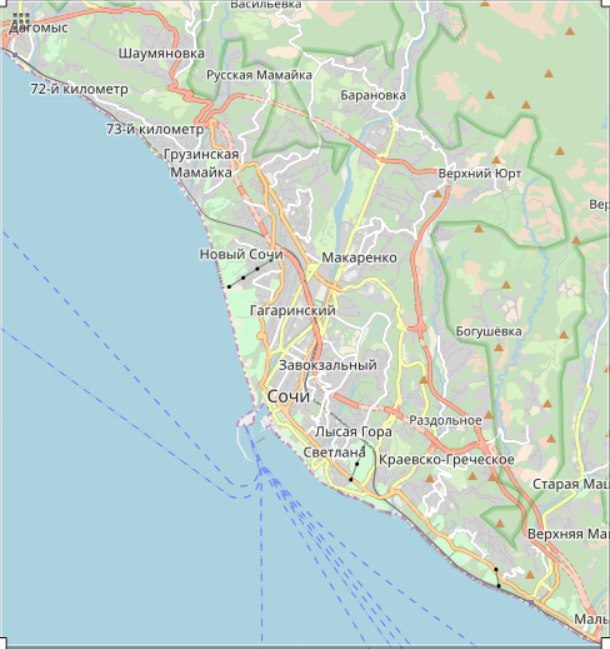 Васильевка
Дагомыс
Шаумяновка
Русская Мамайка
72-й километр
Барановка
73-й километр
Грузинская
Мамайка
Верхний Юрт
Вер
Новый Сочи
Макаренко
Гагаринский
Богушёвка
Завокзальный
Сочи
Раздольное
Лысая Гора
Светлана
Краевско-Греческое
Старая Мац
Верхняя Ма
Малы